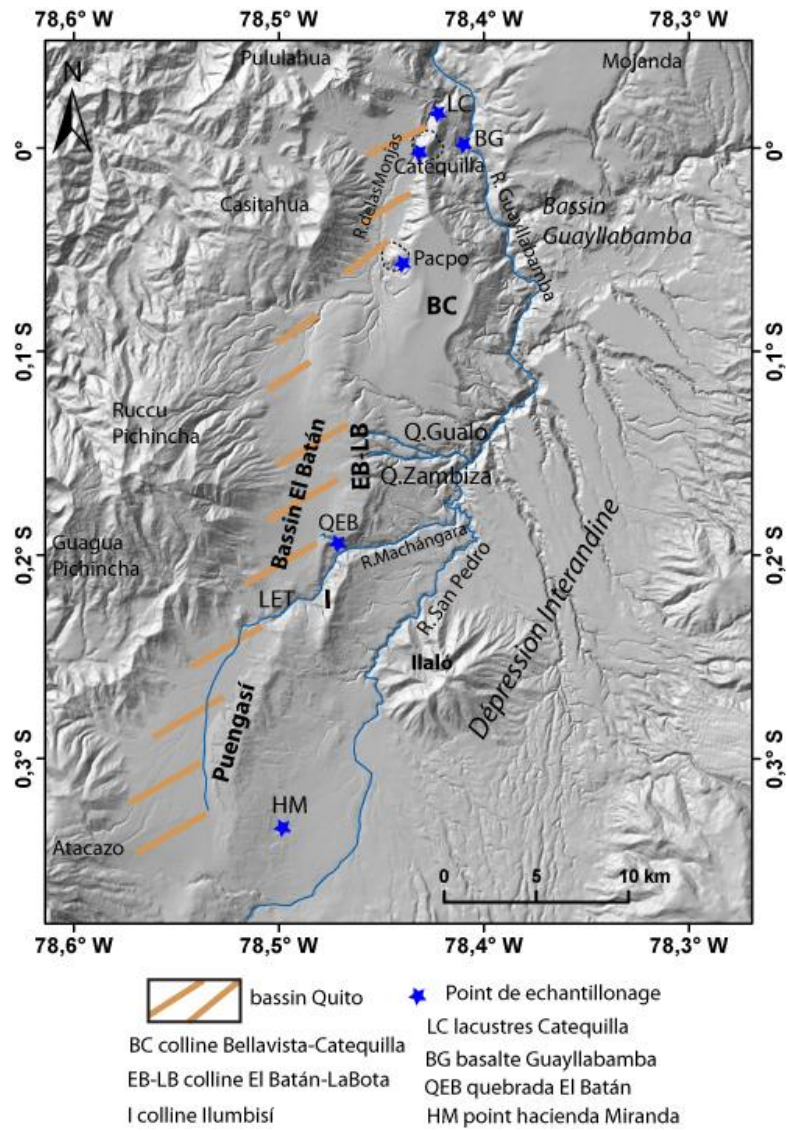 78,6° W 78,5° W 78,4° W 78,3° W
Pululahua
Mojanda
N
LC
BG
0°
0°
Catequilla
R.delasMonjas
R. Guayllabamba
Casitahua
Bassin
Guayllabamba
Pacpo
BC
0,1° S
0,1° S
Ruccu
Pichincha
Q.Gualo
EB-LB
Bassin El Batán
Q.Zambiza
QEB
Guagua
Pichincha
R.Machángara
0,2° S
0,2° S
LET
I
R. San Pedro
Ilaló
Dépression Interandine
Puengasí
0,3° S
0,3° S
HM
Atacazo
0 5 10 km
78,6° W 78,5° W 78,4° W 78,3° W
bassin Quito
Point de echantillonage
LC lacustres Catequilla
BC colline Bellavista-Catequilla
BG basalte Guayllabamba
EB-LB colline El Batán-LaBota
QEB quebrada El Batán
I colline Ilumbisí
HM point hacienda Miranda